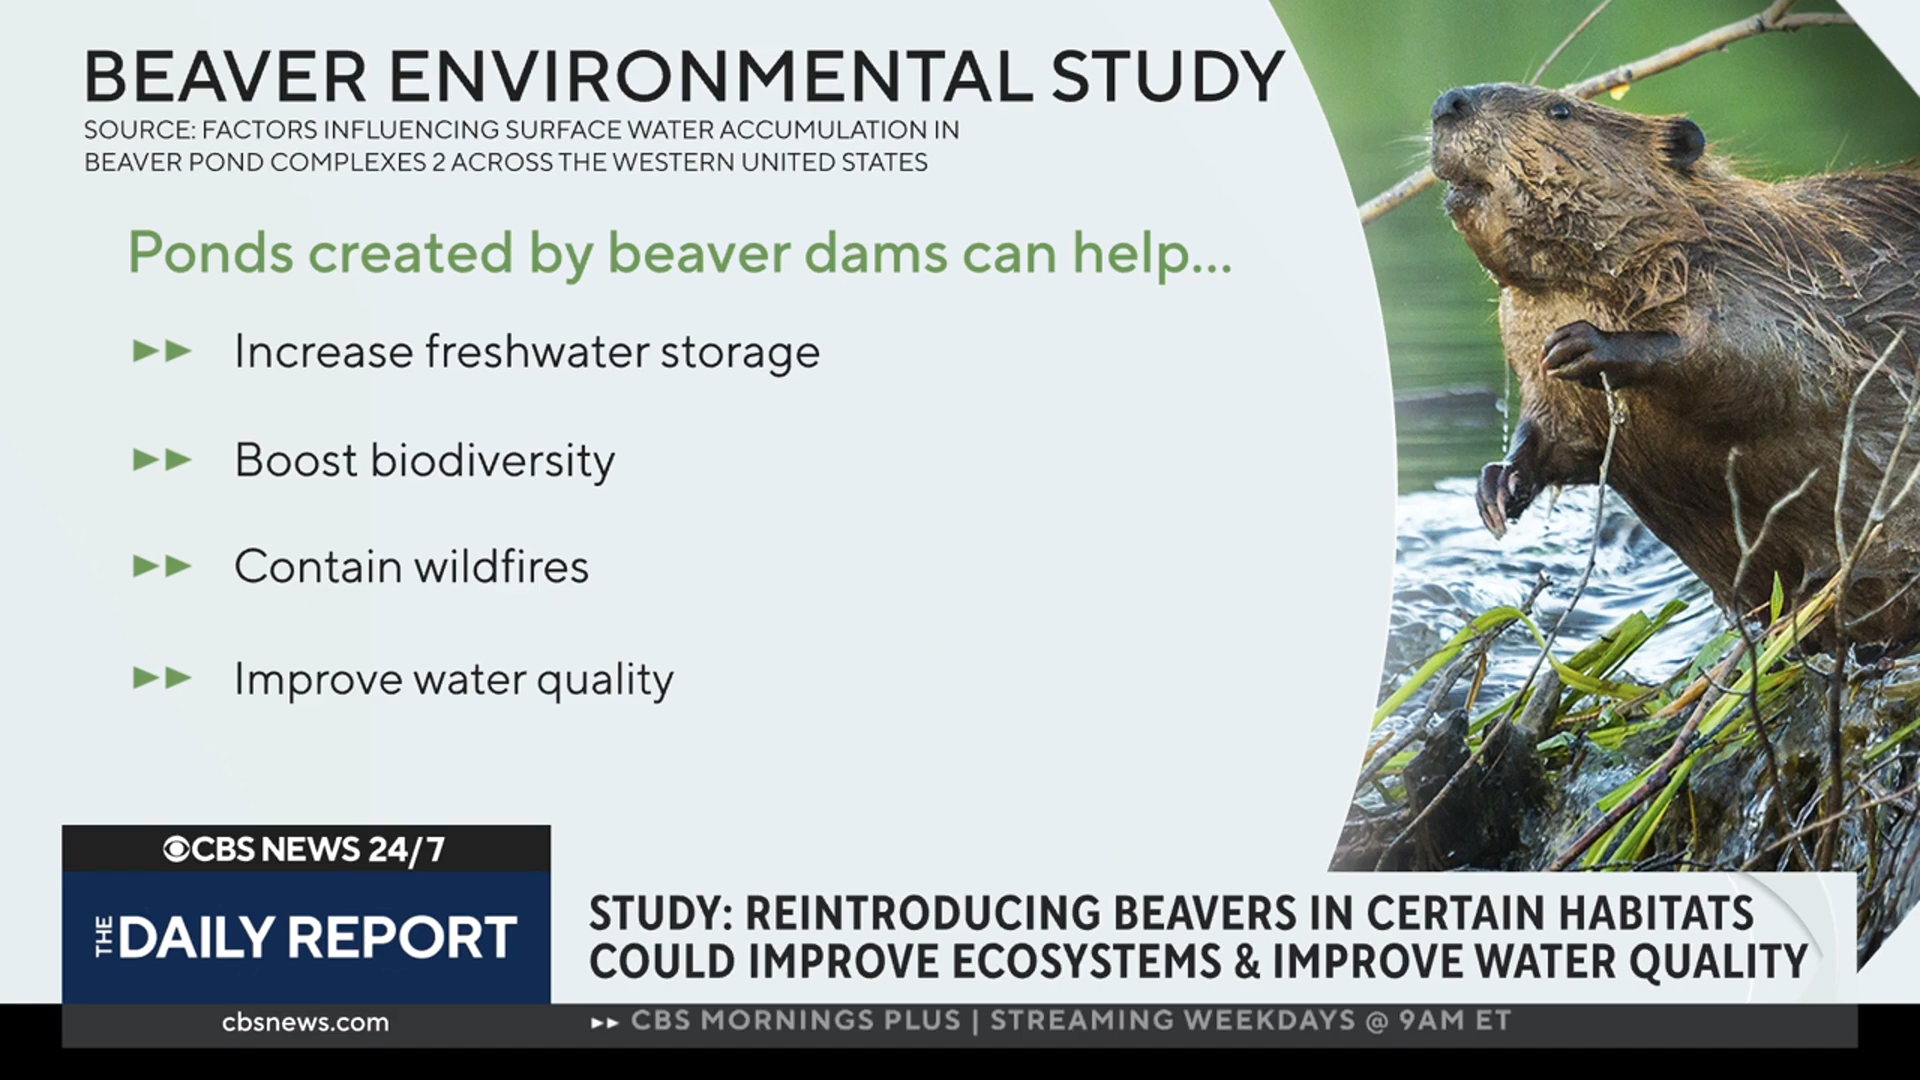 BEAVER ENVIRONMENTAL STUDY
SOURCE: FACTORS INFLUENCING SURFACE WATER ACCUMULATION IN
BEAVER POND COMPLEXES 2 ACROSS THE WESTERN UNITED STATES
Ponds created by beaver dams can help...
Increase freshwater storage
Boost biodiversity
Contain wildfires
Improve water quality
CBS NEWS 24/7
THE DAILY REPORT
STUDY: REINTRODUCING BEAVERS IN CERTAIN HABITATS
COULD IMPROVE ECOSYSTEMS & IMPROVE WATER QUALITY
cbsnews.com
CBS MORNINGS PLUS | STREAMING WEEKDAYS @ 9AM ET